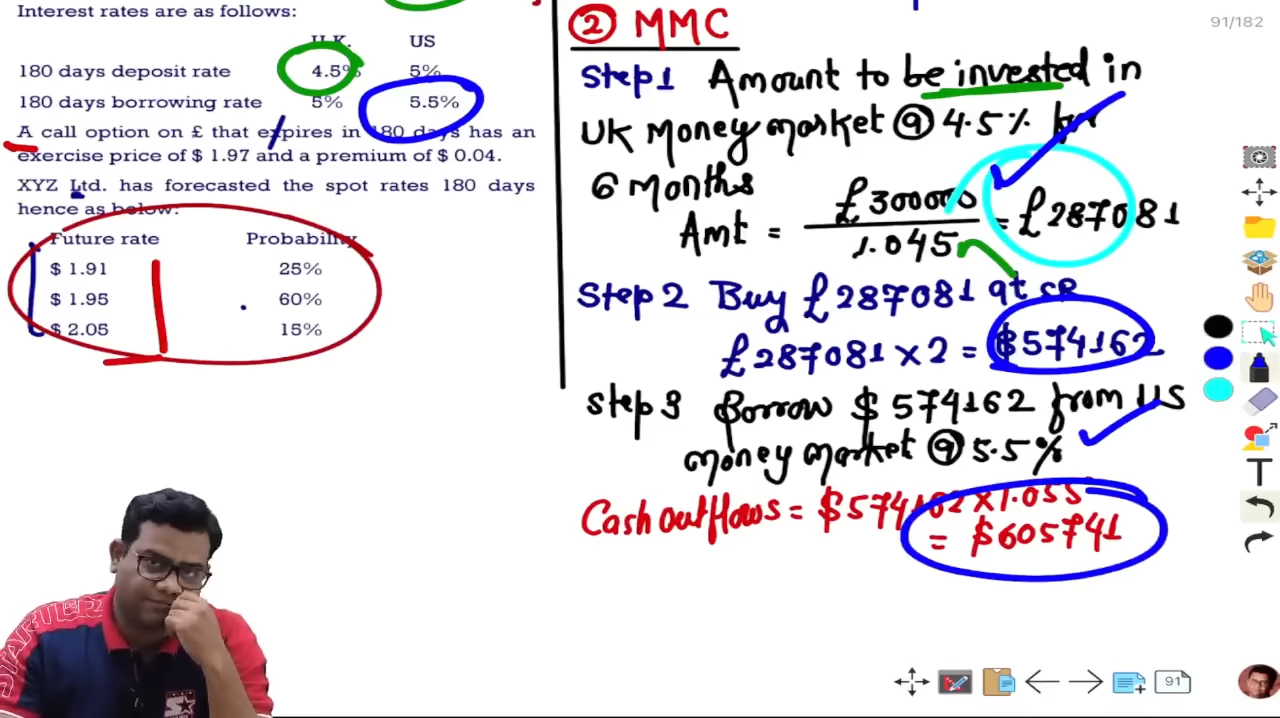 Interest rates are as follows:
U.K. US
180 days deposit rate 4.5% 5%
180 days borrowing rate 5% 5.5%
A call option on £ that expires in 180 days has an
exercise price of $ 1.97 and a premium of $ 0.04.
XYZ Ltd. has forecasted the spot rates 180 days
hence as below:
Future rate Probability
$ 1.91 25%
$ 1.95 60%
$ 2.05 15%
91/182
② MMC
Step 1 Amount to be invested in
UK Money market @ 4.5% for
6 Months
Amt = £300000 / 1.045 = £287081
Step 2 Buy £287081 at SR
£287081 × 2 = $574162
Step 3 Borrow $574162 from US
money market @ 5.5%
Cash outflows = $574162 × 1.055
= $605741
STARTER
S
T
91